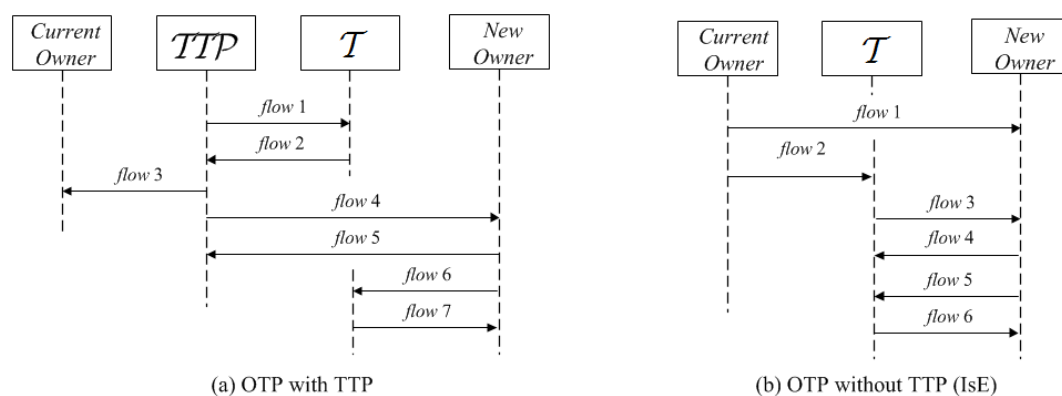 Current
Owner
TTP
T
New
Owner
flow 1
flow 2
flow 3
flow 4
flow 5
flow 6
flow 7
(a) OTP with TTP
Current
Owner
T
New
Owner
flow 1
flow 2
flow 3
flow 4
flow 5
flow 6
(b) OTP without TTP (IsE)